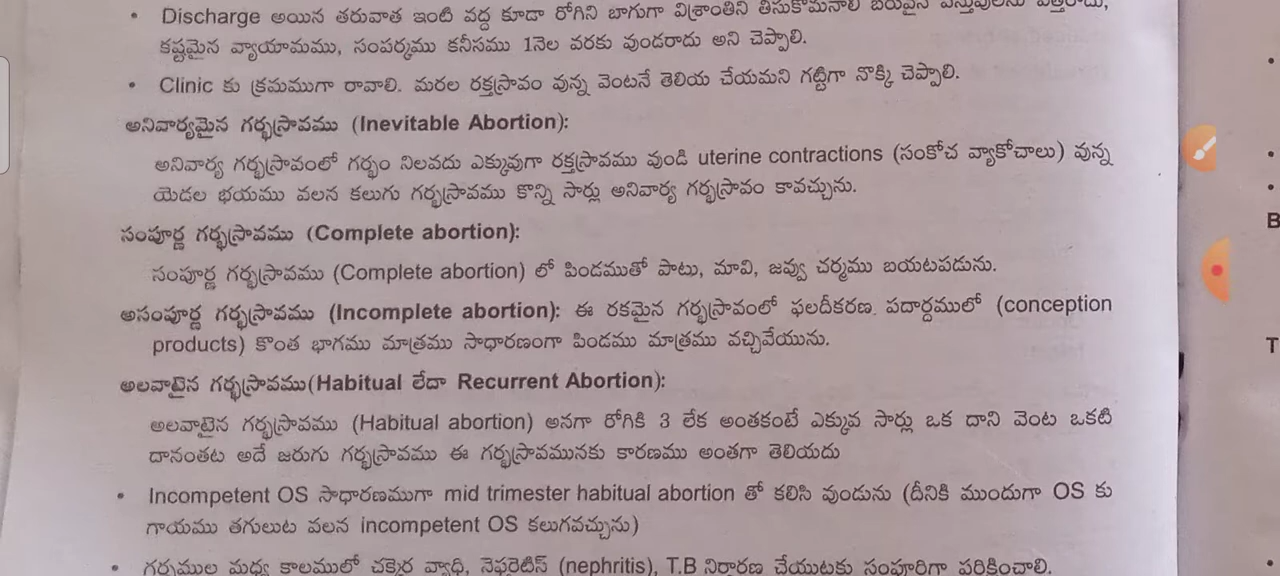 • Discharge అయిన తరువాత ఇంటి వద్ద కూడా రోగిని బాగుగా విశ్రాంతిని తీసుకోమనాలి బరువైన వస్తువులను ఎత్తరాదు,
కష్టమైన వ్యాయామము, సంపర్కము కనీసము 1నెల వరకు వుండరాదు అని చెప్పాలి.
• Clinic కు క్రమముగా రావాలి. మరల రక్తస్రావం వున్న వెంటనే తెలియ చేయమని గట్టిగా నొక్కి చెప్పాలి.
అనివార్యమైన గర్భస్రావము (Inevitable Abortion):
అనివార్య గర్భస్రావంలో గర్భం నిలవదు ఎక్కువుగా రక్తస్రావము వుండి uterine contractions (సంకోచ వ్యాకోచాలు) వున్న
యెడల భయము వలన కలుగు గర్భస్రావము కొన్ని సార్లు అనివార్య గర్భస్రావం కావచ్చును.
సంపూర్ణ గర్భస్రావము (Complete abortion):
సంపూర్ణ గర్భస్రావము (Complete abortion) లో పిండముతో పాటు, మావి, జవ్వు చర్మము బయటపడును.
అసంపూర్ణ గర్భస్రావము (Incomplete abortion): ఈ రకమైన గర్భస్రావంలో ఫలదీకరణ. పదార్దములో (conception
products) కొంత భాగము మాత్రము సాధారణంగా పిండము మాత్రము వచ్చివేయును.
అలవాటైన గర్భస్రావము(Habitual లేదా Recurrent Abortion):
అలవాటైన గర్భస్రావము (Habitual abortion) అనగా రోగికి 3 లేక అంతకంటే ఎక్కువ సార్లు ఒక దాని వెంట ఒకటి
దానంతట అదే జరుగు గర్భస్రావము ఈ గర్భస్రావమునకు కారణము అంతగా తెలియదు
• Incompetent OS సాధారణముగా mid trimester habitual abortion తో కలిసి వుండును (దీనికి ముందుగా OS కు
గాయము తగులుట వలన incompetent OS కలుగవచ్చును)
• గర్భముల మధ్య కాలములో చక్కెర వ్యాధి, నెఫ్రైటిస్ (nephritis), T.B నిర్ధారణ చేయుటకు సంపూర్తిగా పరీక్షించాలి.
B
T